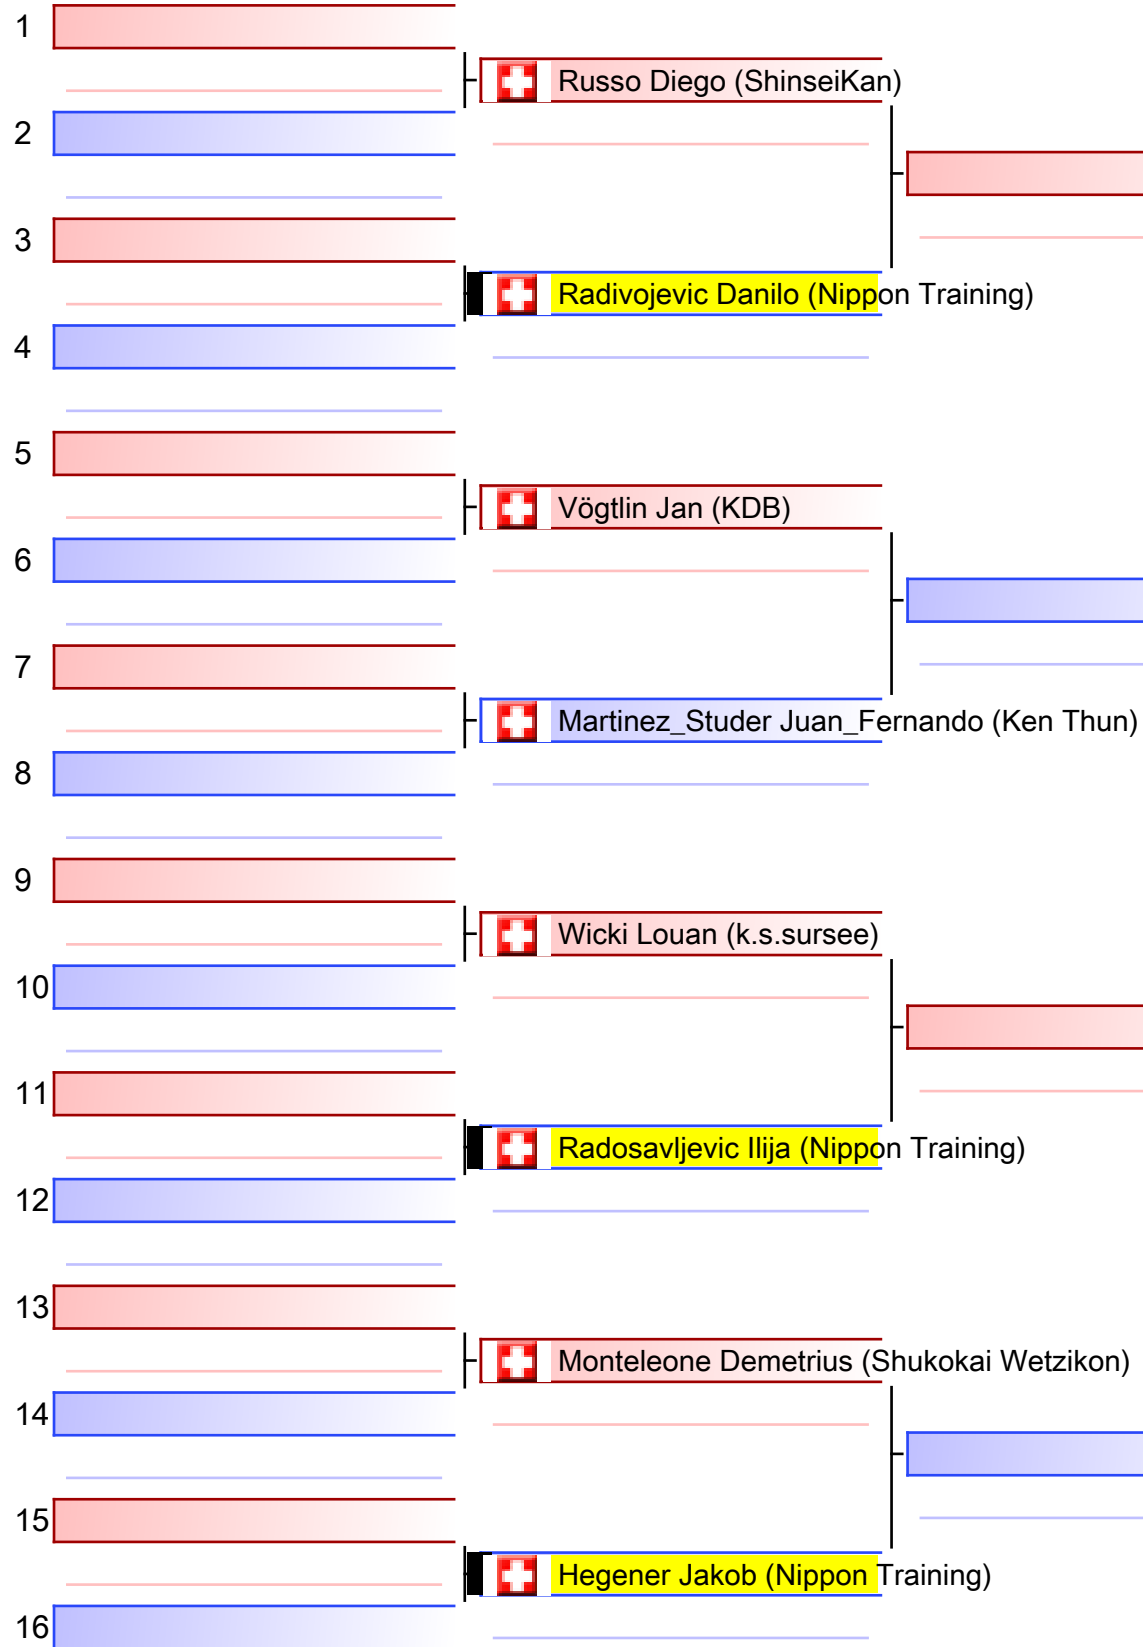 1
Russo Diego (ShinseiKan)
2
3
Radivojevic Danilo (Nippon Training)
4
5
Vögtlin Jan (KDB)
6
7
Martinez_Studer Juan_Fernando (Ken Thun)
8
9
Wicki Louan (k.s.sursee)
10
11
Radosavljevic Ilija (Nippon Training)
12
13
Monteleone Demetrius (Shukokai Wetzikon)
14
15
Hegener Jakob (Nippon Training)
16